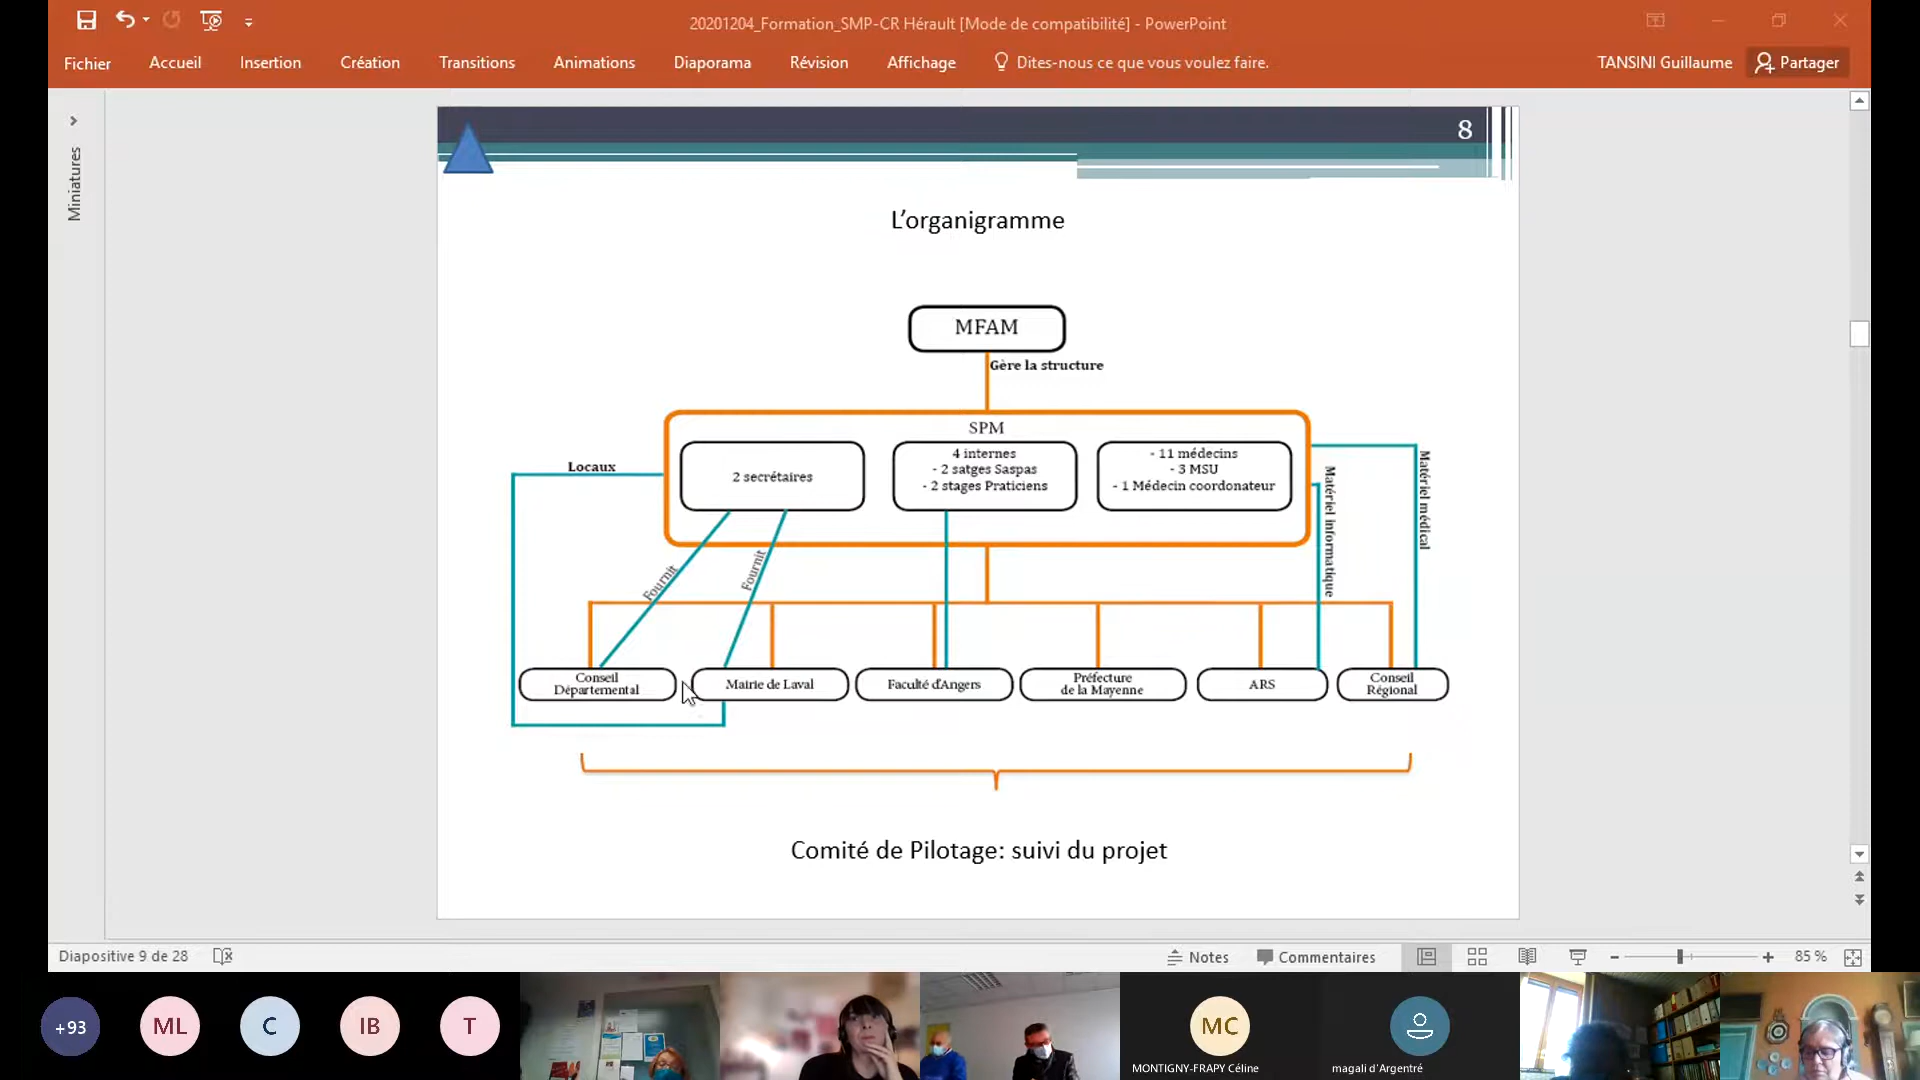 20201204_Formation_SMP-CR Hérault [Mode de compatibilité] - PowerPoint
Fichier Accueil Insertion Création Transitions Animations Diaporama Révision Affichage Dites-nous ce que vous voulez faire. TANSINI Guillaume Partager
Miniatures
8
L'organigramme
MFAM
Gère la structure
SPM
2 secrétaires
4 internes
- 2 satges Saspas
- 2 stages Praticiens
- 11 médecins
- 3 MSU
- 1 Médecin coordonateur
Locaux
Matériel informatique
Matériel médical
Fournit
Fournit
Conseil
Départemental
Mairie de Laval
Faculté d'Angers
Préfecture
de la Mayenne
ARS
Conseil
Régional
Comité de Pilotage: suivi du projet
Diapositive 9 de 28 Notes Commentaires 85 %
+93 ML C IB T MC
MONTIGNY-FRAPY Céline magali d'Argentré